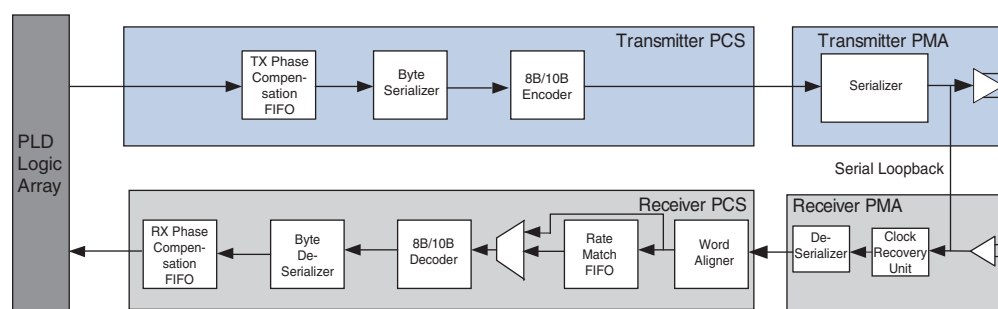 Transmitter PCS
Transmitter PMA
TX Phase
Compen-
sation
FIFO
Byte
Serializer
8B/10B
Encoder
Serializer
PLD
Logic
Array
Serial Loopback
Receiver PCS
Receiver PMA
RX Phase
Compen-
sation
FIFO
Byte
De-
Serializer
8B/10B
Decoder
Rate
Match
FIFO
Word
Aligner
De-
Serializer
Clock
Recovery
Unit